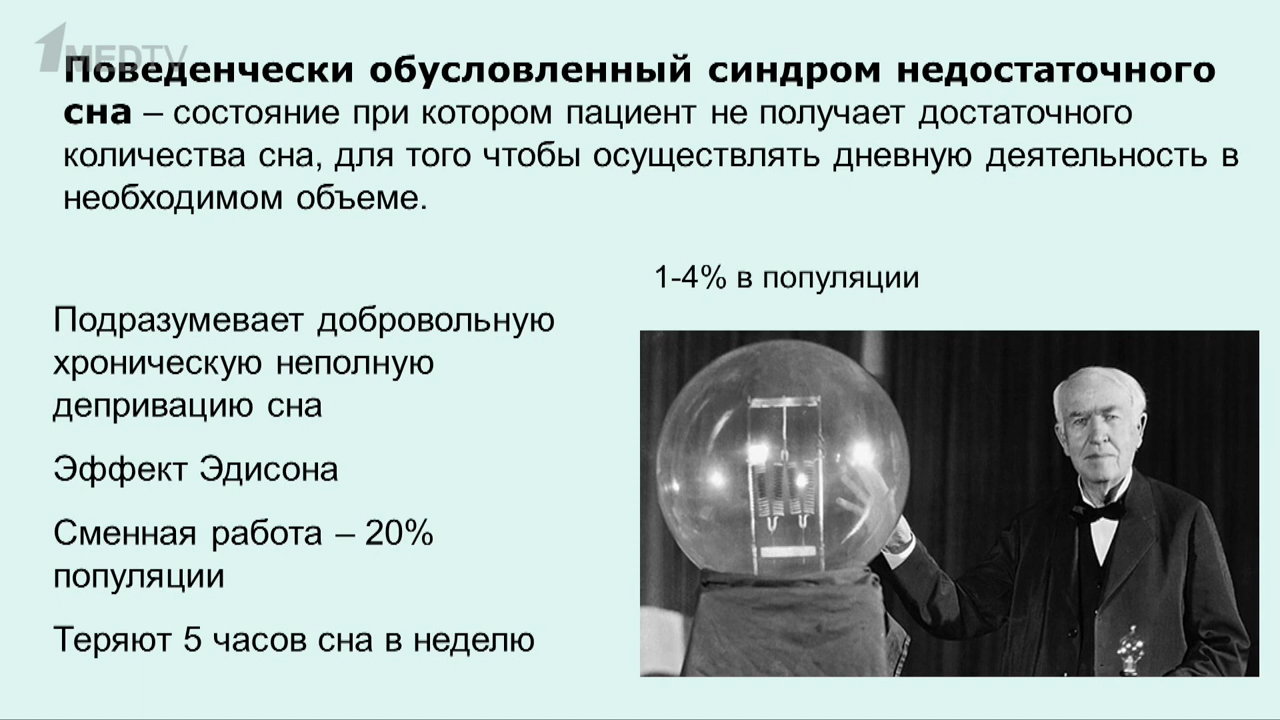 1MEDTV
Поведенчески обусловленный синдром недостаточного
сна – состояние при котором пациент не получает достаточного
количества сна, для того чтобы осуществлять дневную деятельность в
необходимом объеме.
1-4% в популяции
Подразумевает добровольную
хроническую неполную
депривацию сна
Эффект Эдисона
Сменная работа – 20%
популяции
Теряют 5 часов сна в неделю